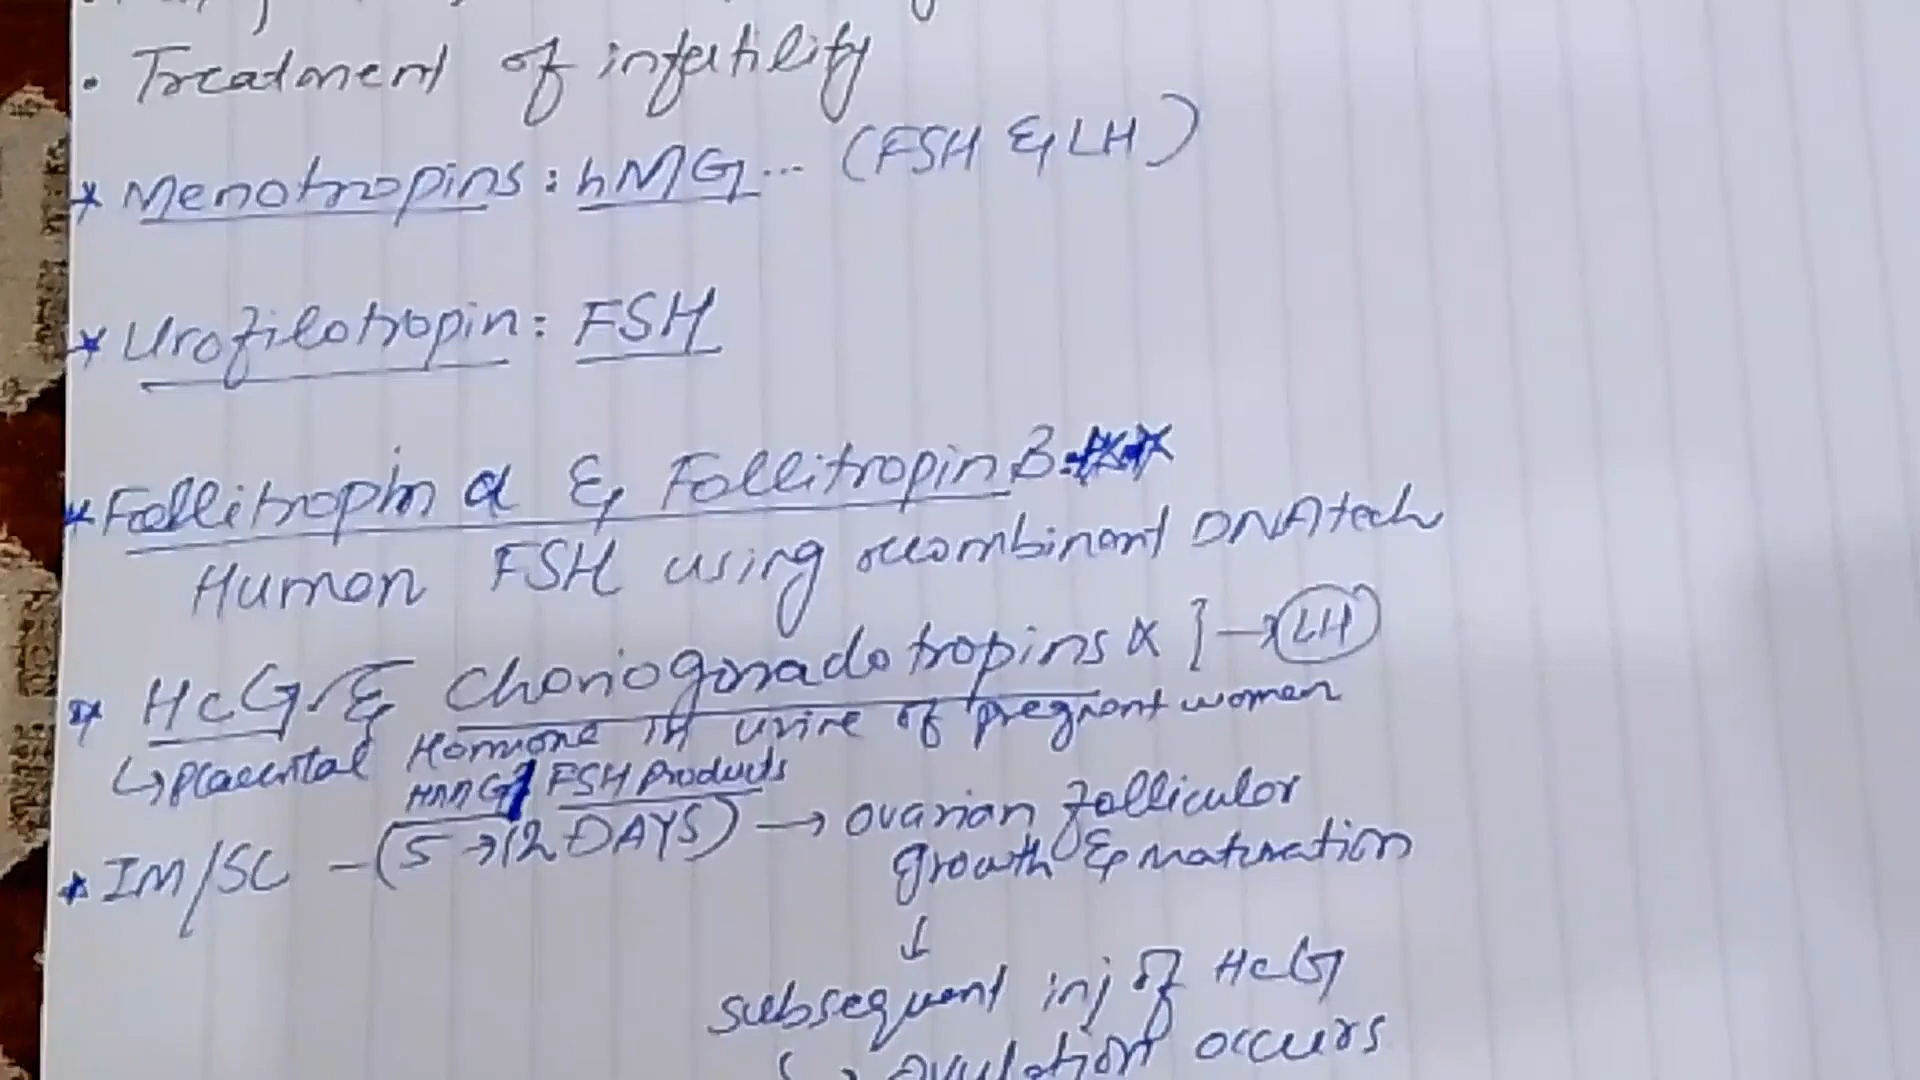 • Treatment of infertility
* Menotropins : hMG... (FSH & LH)
* Urofilotropin : FSH
* Follitropin α & Follitropin B **
Human FSH using recombinant DNA tech
* HcG & Choriogonadotropins α ] → LH
↳ placental Hormone in urine of pregnant women
HMG/ FSH Products
* IM/SC - (5 → 12 DAYS) → ovarian follicular
growth & maturation
↓
subsequent inj of HcG
↳ ovulation occurs